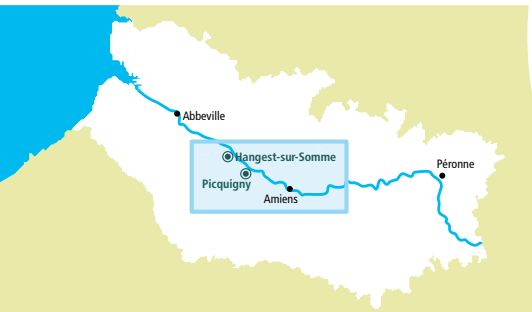 Abbeville
Hangest-sur-Somme
Péronne
Picquigny
Amiens